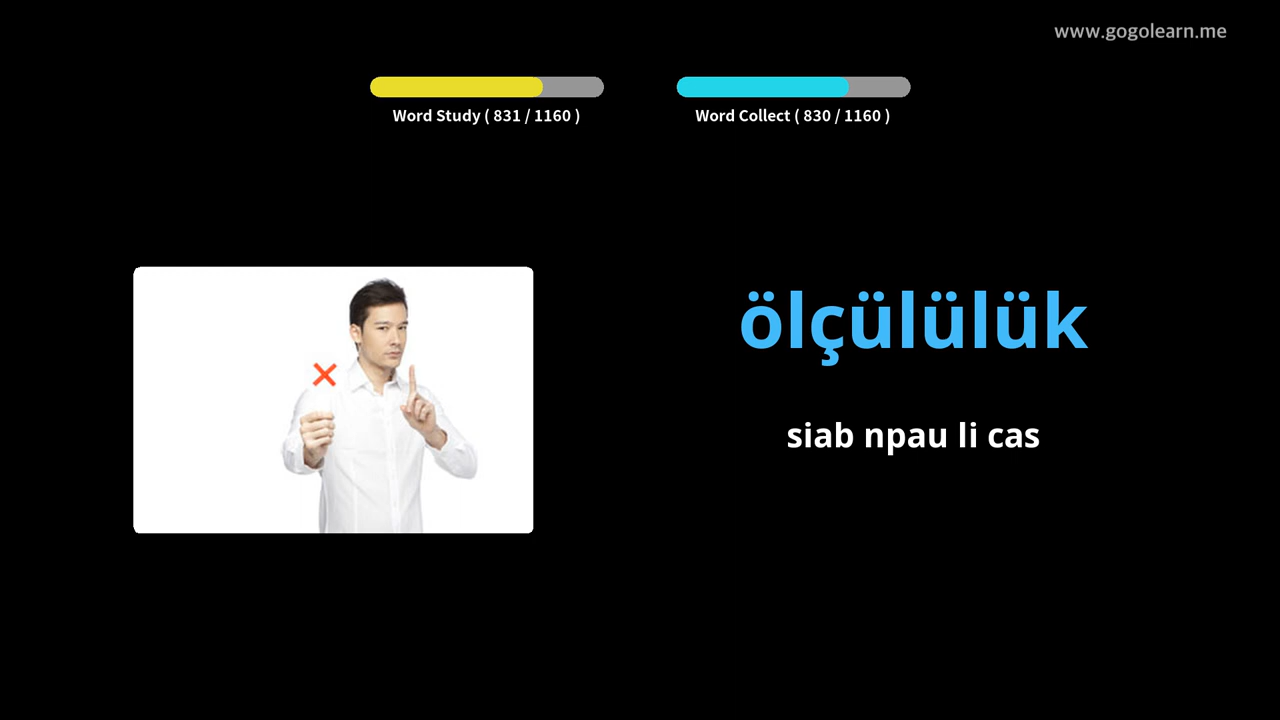 www.gogolearn.me
Word Study ( 831 / 1160 )
Word Collect ( 830 / 1160 )
ölçülülük
siab npau li cas